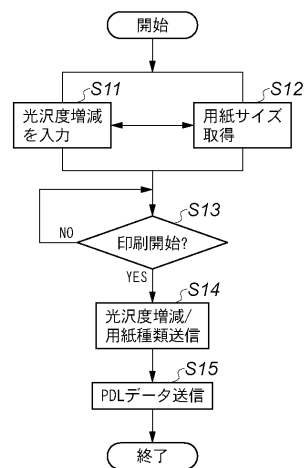 開始
S11
光沢度増減
を入力
S12
用紙サイズ
取得
S13
印刷開始?
NO
YES
S14
光沢度増減/
用紙種類送信
S15
PDLデータ送信
終了